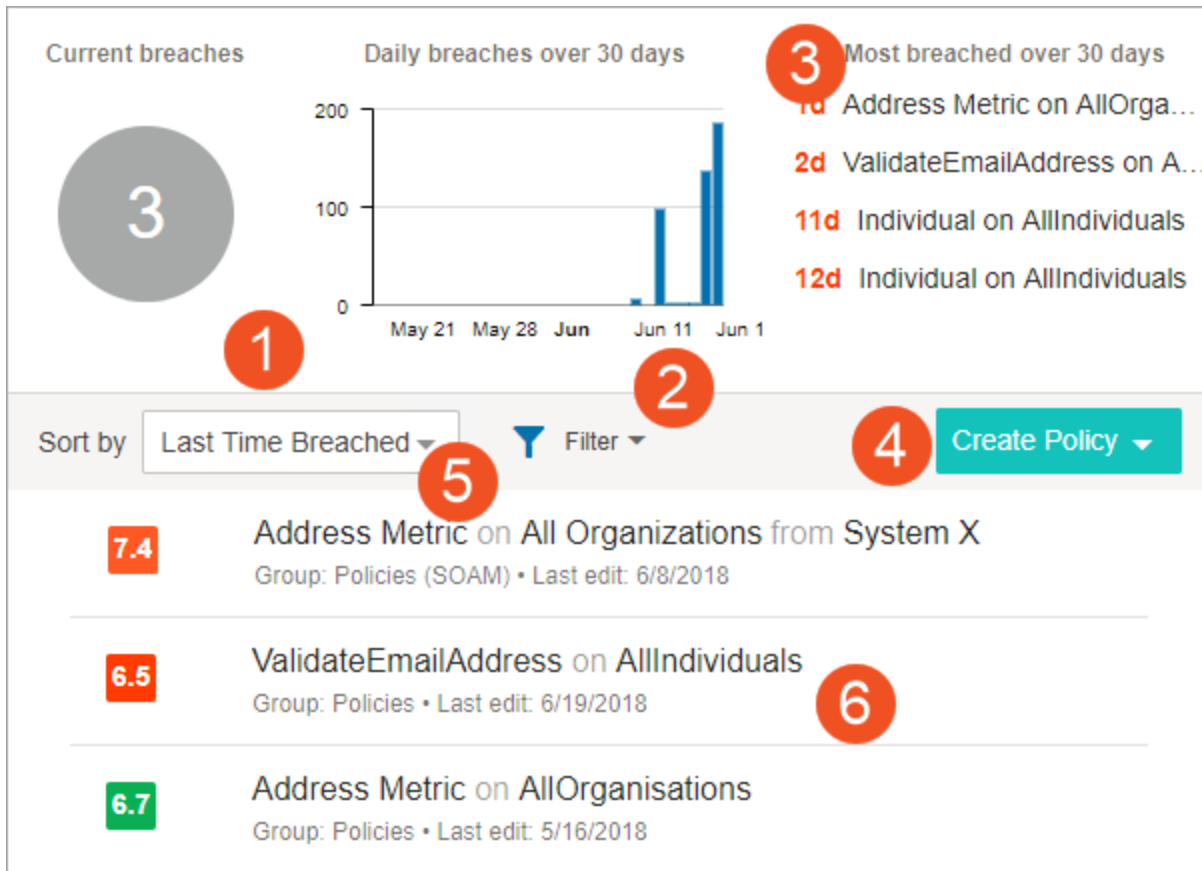 Current breaches
3
1
Daily breaches over 30 days
200
100
0
May 21 May 28 Jun Jun 11 Jun 1
2
3
Most breached over 30 days
1d Address Metric on AllOrga...
2d ValidateEmailAddress on A...
11d Individual on AllIndividuals
12d Individual on AllIndividuals
Sort by Last Time Breached
5
Filter
4
Create Policy
7.4 Address Metric on All Organizations from System X
Group: Policies (SOAM) • Last edit: 6/8/2018
6.5 ValidateEmailAddress on AllIndividuals
Group: Policies • Last edit: 6/19/2018
6
6.7 Address Metric on AllOrganisations
Group: Policies • Last edit: 5/16/2018